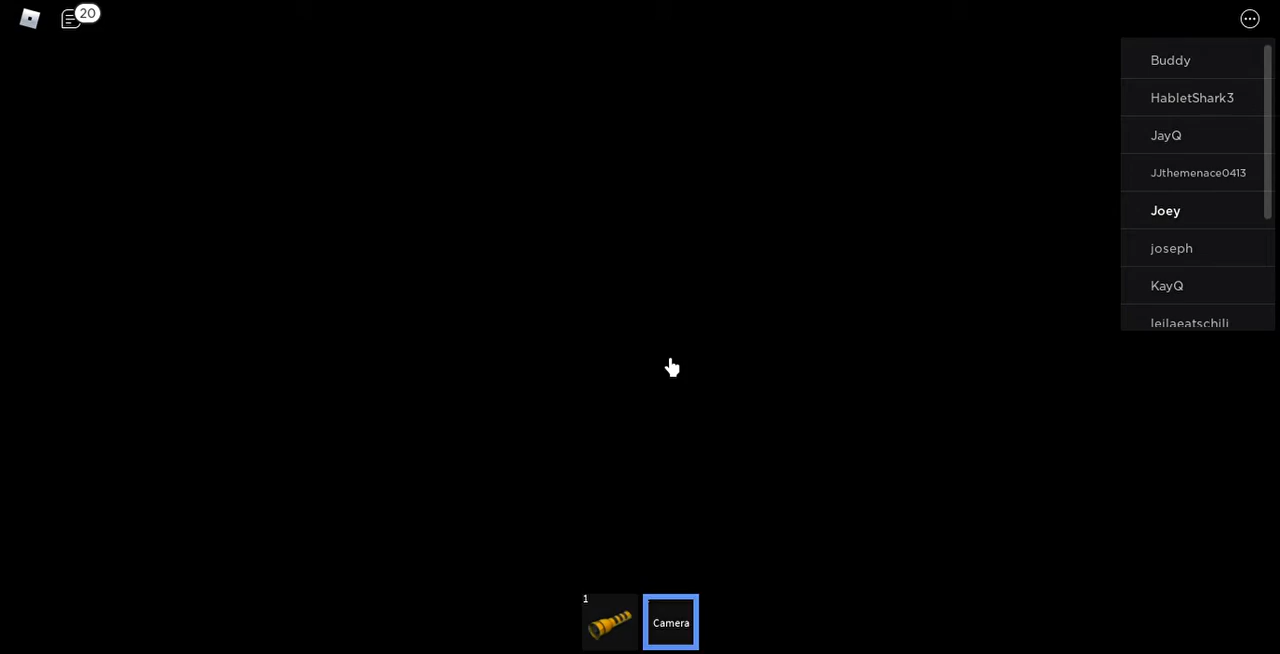 20
Buddy
HabletShark3
JayQ
JJthemenace0413
Joey
joseph
KayQ
leilaeatschili
1
Camera